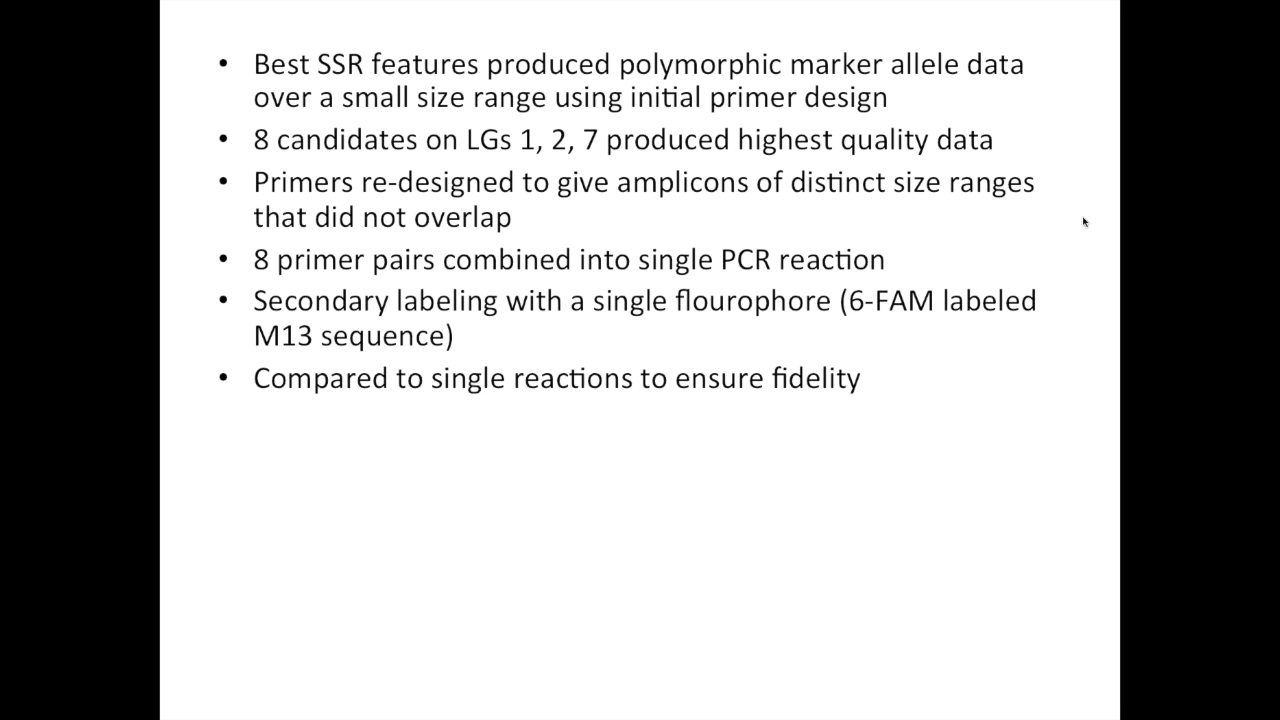 • Best SSR features produced polymorphic marker allele data
over a small size range using initial primer design
• 8 candidates on LGs 1, 2, 7 produced highest quality data
• Primers re-designed to give amplicons of distinct size ranges
that did not overlap
• 8 primer pairs combined into single PCR reaction
• Secondary labeling with a single flourophore (6-FAM labeled
M13 sequence)
• Compared to single reactions to ensure fidelity